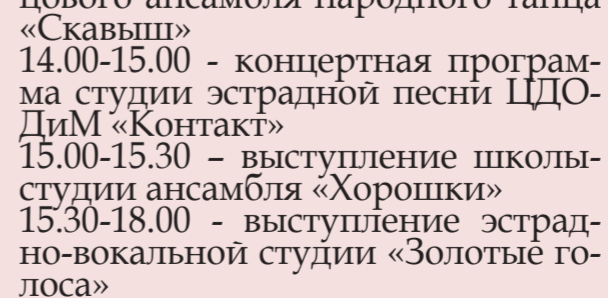 цового ансамбля народного танца
«Скавыш»
14.00-15.00 - концертная програм-
ма студии эстрадной песни ЦДО-
ДиМ «Контакт»
15.00-15.30 – выступление школы-
студии ансамбля «Хорошки»
15.30-18.00 - выступление эстрад-
но-вокальной студии «Золотые го-
лоса»